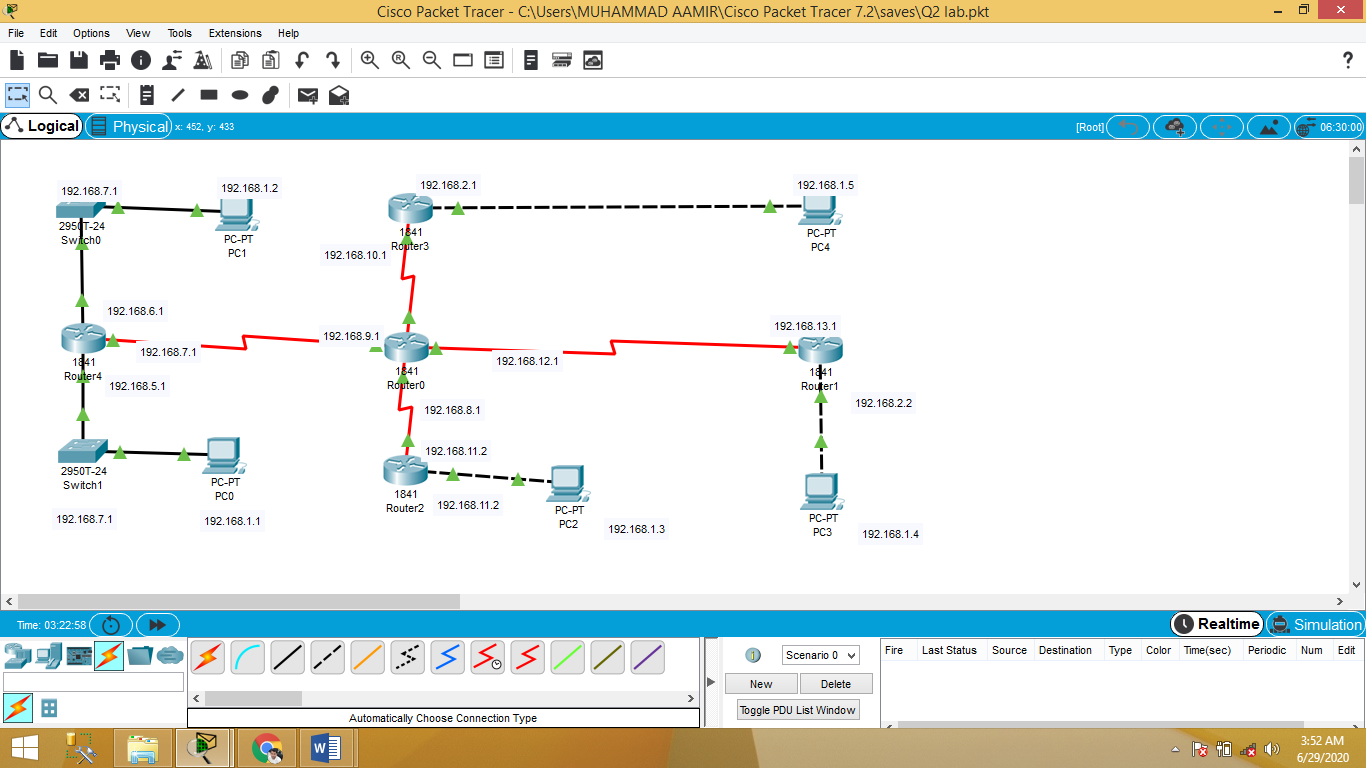 Cisco Packet Tracer - C:\Users\MUHAMMAD AAMIR\Cisco Packet Tracer 7.2\saves\Q2 lab.pkt
File Edit Options View Tools Extensions Help
Logical Physical x: 452, y: 433 [Root] 06:30:00
192.168.7.1
2950T-24
Switch0
192.168.1.2
PC-PT
PC1
192.168.2.1
1841
Router3
192.168.10.1
192.168.1.5
PC-PT
PC4
192.168.6.1
192.168.7.1
1841
Router4
192.168.5.1
192.168.9.1
1841
Router0
192.168.12.1
192.168.8.1
192.168.13.1
1841
Router1
192.168.2.2
2950T-24
Switch1
192.168.7.1
PC-PT
PC0
192.168.1.1
192.168.11.2
1841
Router2
192.168.11.2
PC-PT
PC2
192.168.1.3
PC-PT
PC3
192.168.1.4
Time: 03:22:58 Realtime Simulation
Automatically Choose Connection Type
Scenario 0
New Delete
Toggle PDU List Window
Fire Last Status Source Destination Type Color Time(sec) Periodic Num Edit
3:52 AM
6/29/2020